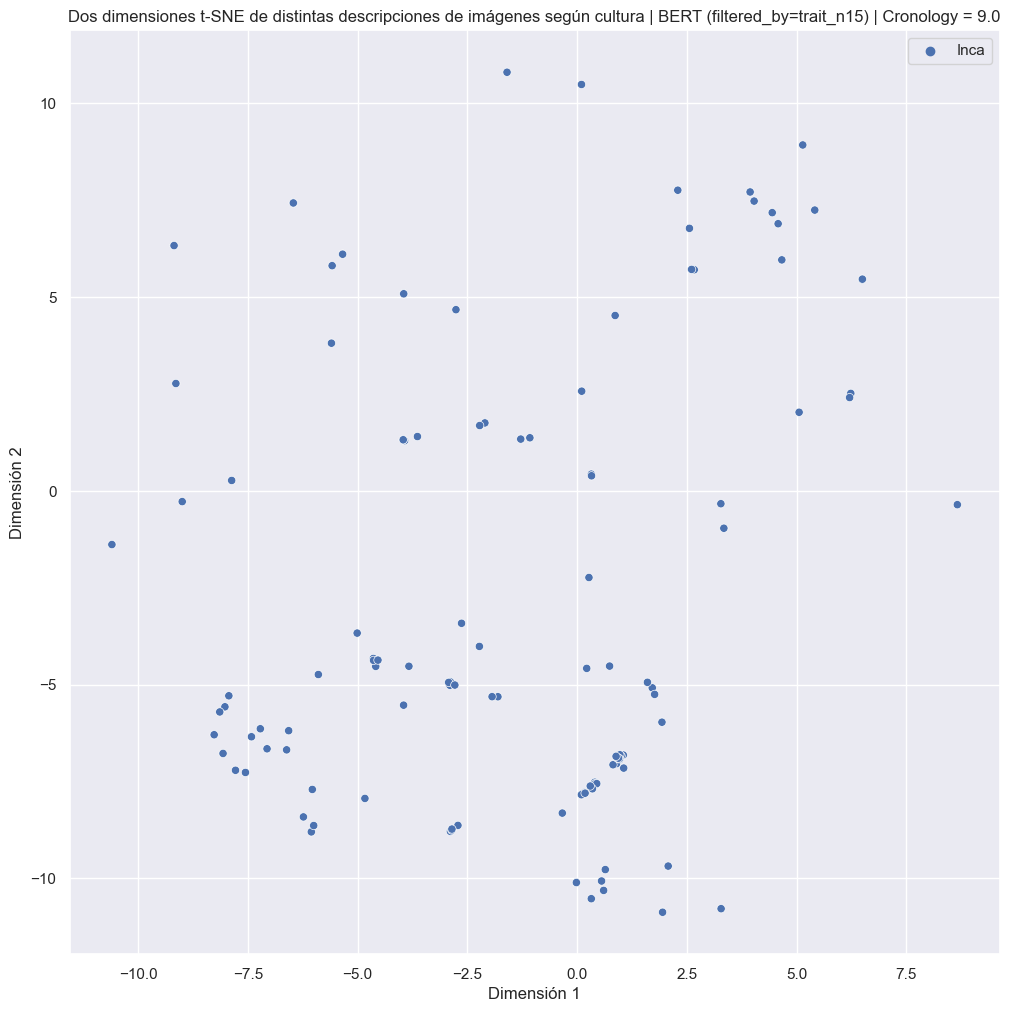 Dos dimensiones t-SNE de distintas descripciones de imágenes según cultura | BERT (filtered_by=trait_n15) | Cronology = 9.0
Inca
10
5
0
−5
−10
Dimensión 2
−10.0 −7.5 −5.0 −2.5 0.0 2.5 5.0 7.5
Dimensión 1